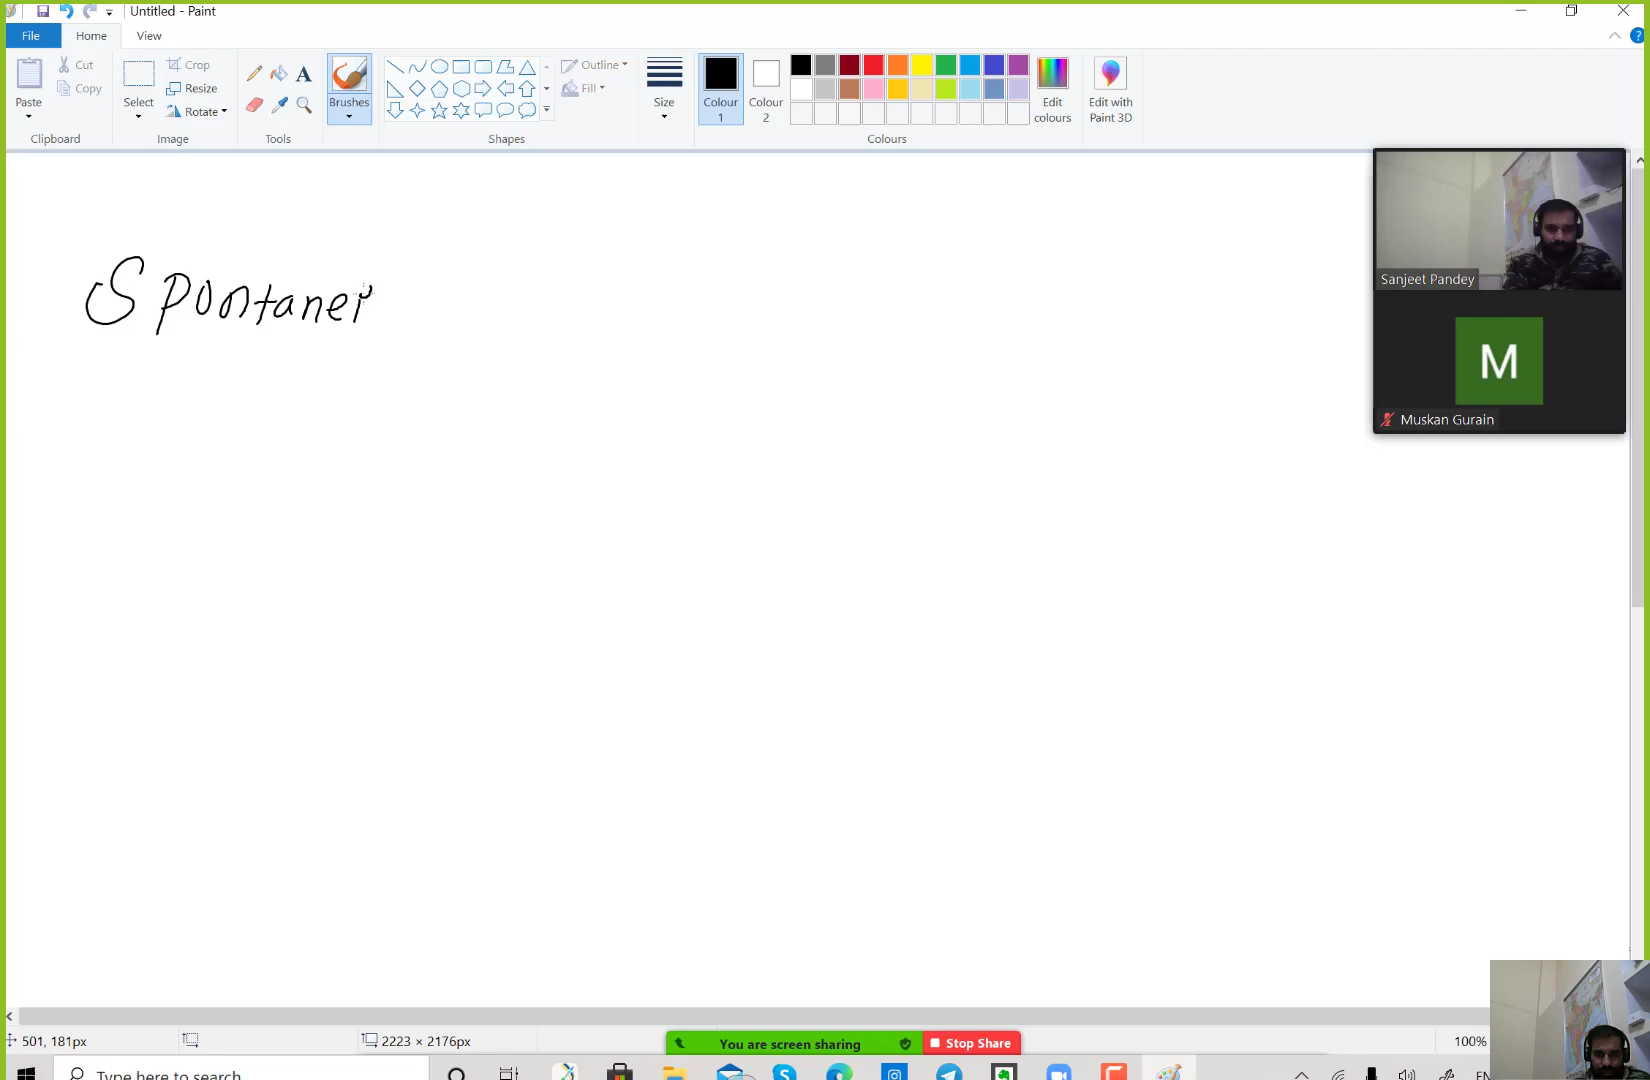 Untitled - Paint
File Home View
Paste
Cut
Copy
Clipboard
Select
Crop
Resize
Rotate
Image
Tools
Brushes
Shapes
Outline
Fill
Size
Colour 1
Colour 2
Edit colours
Edit with Paint 3D
Colours
Spontanei
Sanjeet Pandey
M
Muskan Gurain
501, 181px
2223 × 2176px
You are screen sharing
Stop Share
100%
Type here to search